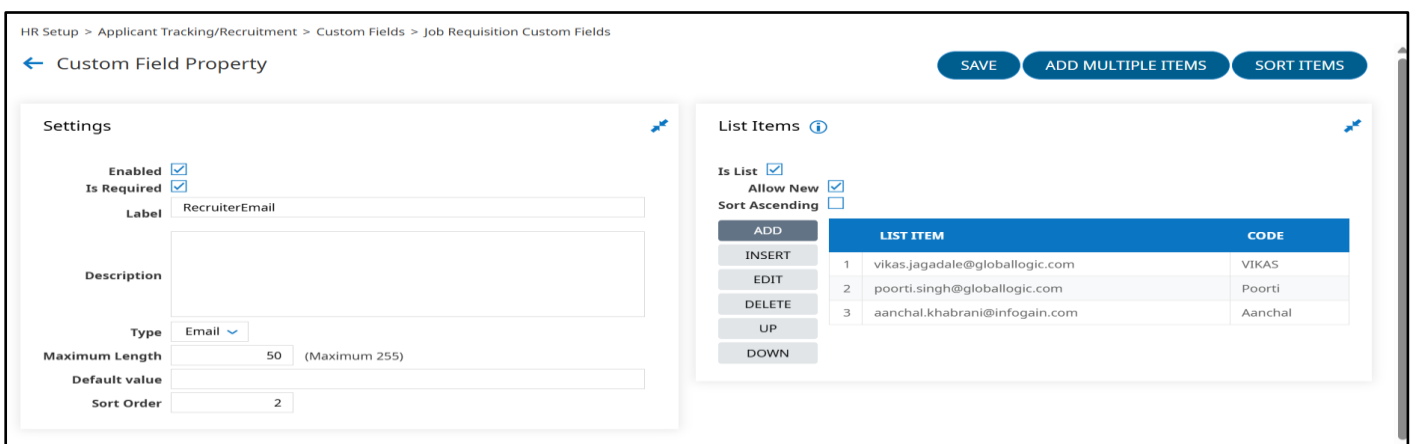 HR Setup > Applicant Tracking/Recruitment > Custom Fields > Job Requisition Custom Fields
Custom Field Property
SAVE
ADD MULTIPLE ITEMS
SORT ITEMS
Settings
Enabled
Is Required
Label RecruiterEmail
Description
Type Email
Maximum Length 50 (Maximum 255)
Default value
Sort Order 2
List Items
Is List
Allow New
Sort Ascending
ADD
INSERT
EDIT
DELETE
UP
DOWN
LIST ITEM CODE
1 vikas.jagadale@globallogic.com VIKAS
2 poorti.singh@globallogic.com Poorti
3 aanchal.khabrani@infogain.com Aanchal